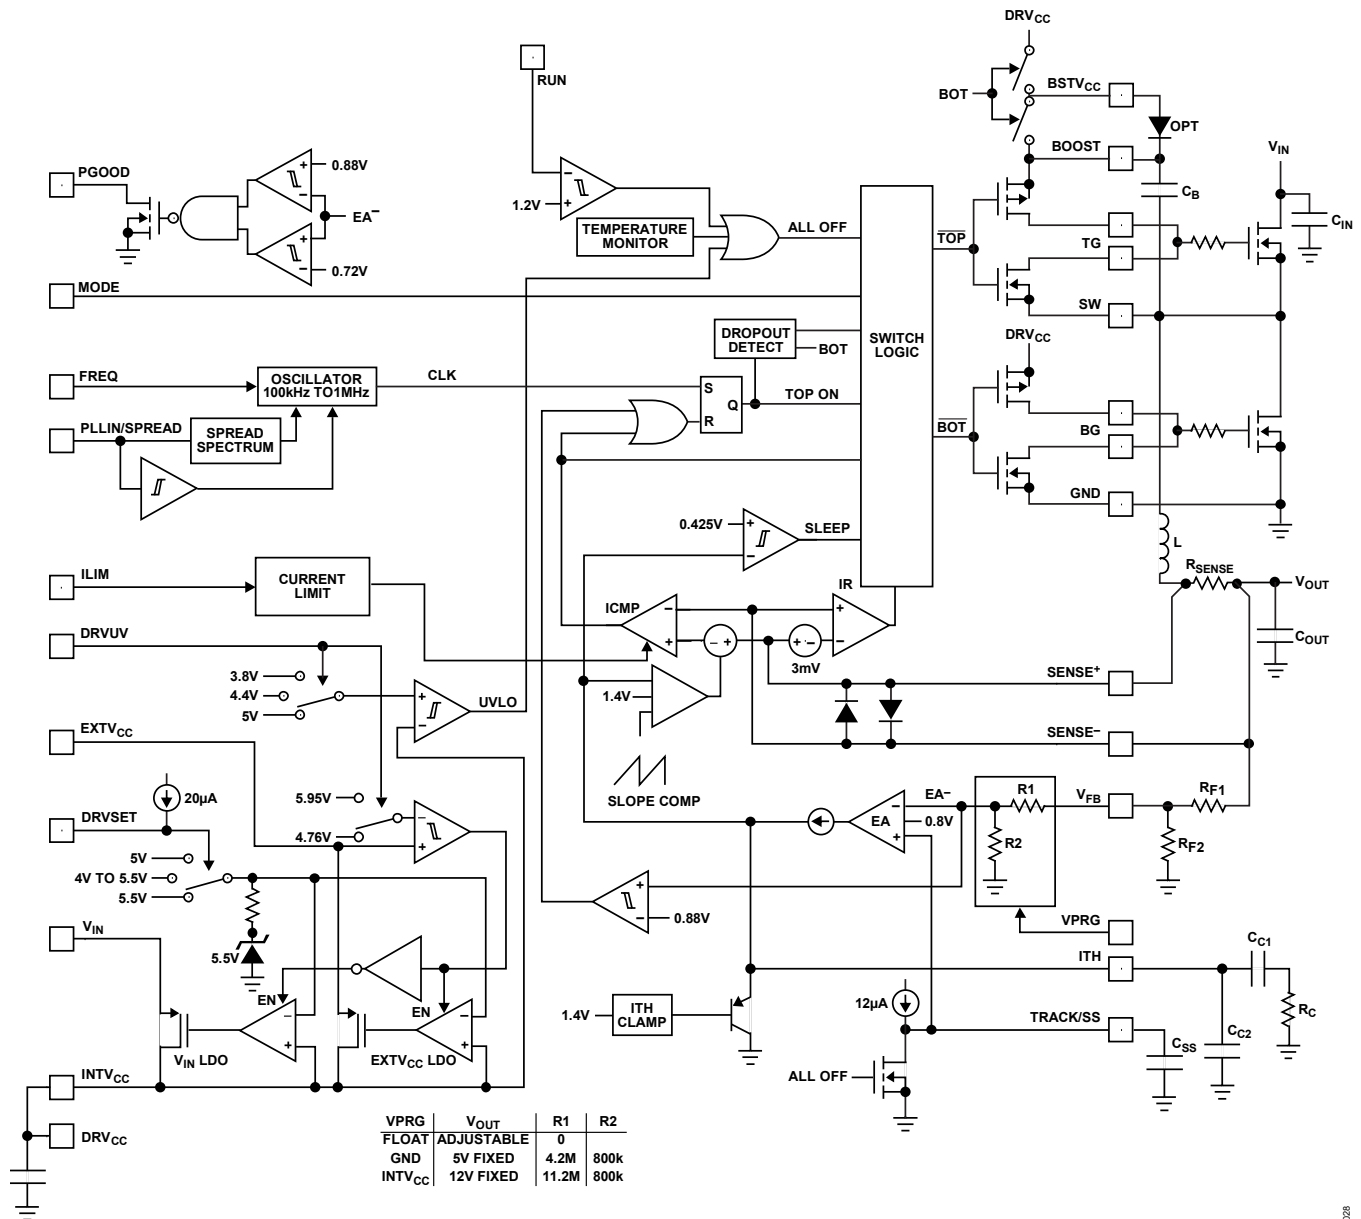 DRVCC
RUN
BSTVCC
BOT
OPT
BOOST
VIN
PGOOD
+
0.88V
−
EA−
+
−
0.72V
−
1.2V
+
TEMPERATURE
MONITOR
ALL OFF
TOP
CB
CIN
TG
SW
MODE
SWITCH
LOGIC
DROPOUT
DETECT
BOT
DRVCC
FREQ
OSCILLATOR
100kHz TO1MHz
CLK
S
Q
R
TOP ON
PLLIN/SPREAD
SPREAD
SPECTRUM
BOT
BG
GND
0.425V
+
−
SLEEP
L
RSENSE
VOUT
ILIM
CURRENT
LIMIT
ICMP
−
+
− +
+ −
3mV
IR
+
−
COUT
DRVUV
3.8V
4.4V
5V
+
−
UVLO
1.4V
SENSE+
EXTVCC
SENSE−
SLOPE COMP
20µA
5.95V
4.76V
−
+
DRVSET
EA−
R1
VFB
RF1
EA
−
0.8V
+
+
R2
RF2
5V
4V TO 5.5V
5.5V
+
−
0.88V
VPRG
VIN
5.5V
ITH
CC1
EN
EN
−
+
−
+
12µA
1.4V
ITH
CLAMP
TRACK/SS
RC
CC2
CSS
VIN LDO
EXTVCC LDO
INTVCC
ALL OFF
DRVCC
VPRG VOUT R1 R2
FLOAT ADJUSTABLE 0
GND 5V FIXED 4.2M 800k
INTVCC 12V FIXED 11.2M 800k
028